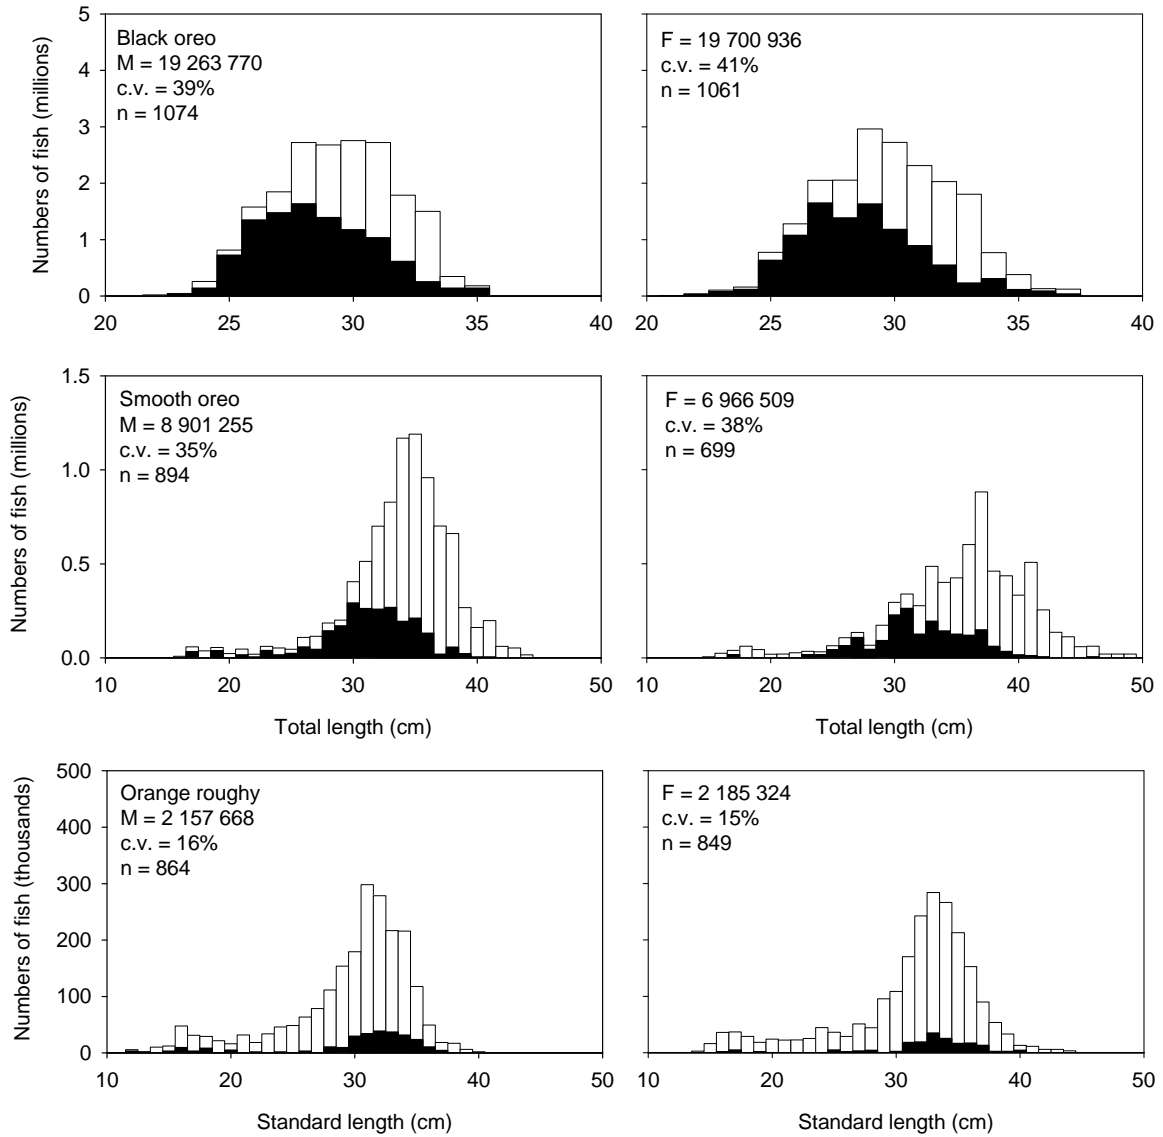 Numbers of fish (millions)
5
4
3
2
1
0
Black oreo
M = 19 263 770
c.v. = 39%
n = 1074
20 25 30 35 40
F = 19 700 936
c.v. = 41%
n = 1061
20 25 30 35 40
Numbers of fish (millions)
1.5
1.0
0.5
0.0
Smooth oreo
M = 8 901 255
c.v. = 35%
n = 894
10 20 30 40 50
Total length (cm)
F = 6 966 509
c.v. = 38%
n = 699
10 20 30 40 50
Total length (cm)
Numbers of fish (thousands)
500
400
300
200
100
0
Orange roughy
M = 2 157 668
c.v. = 16%
n = 864
10 20 30 40 50
Standard length (cm)
F = 2 185 324
c.v. = 15%
n = 849
10 20 30 40 50
Standard length (cm)